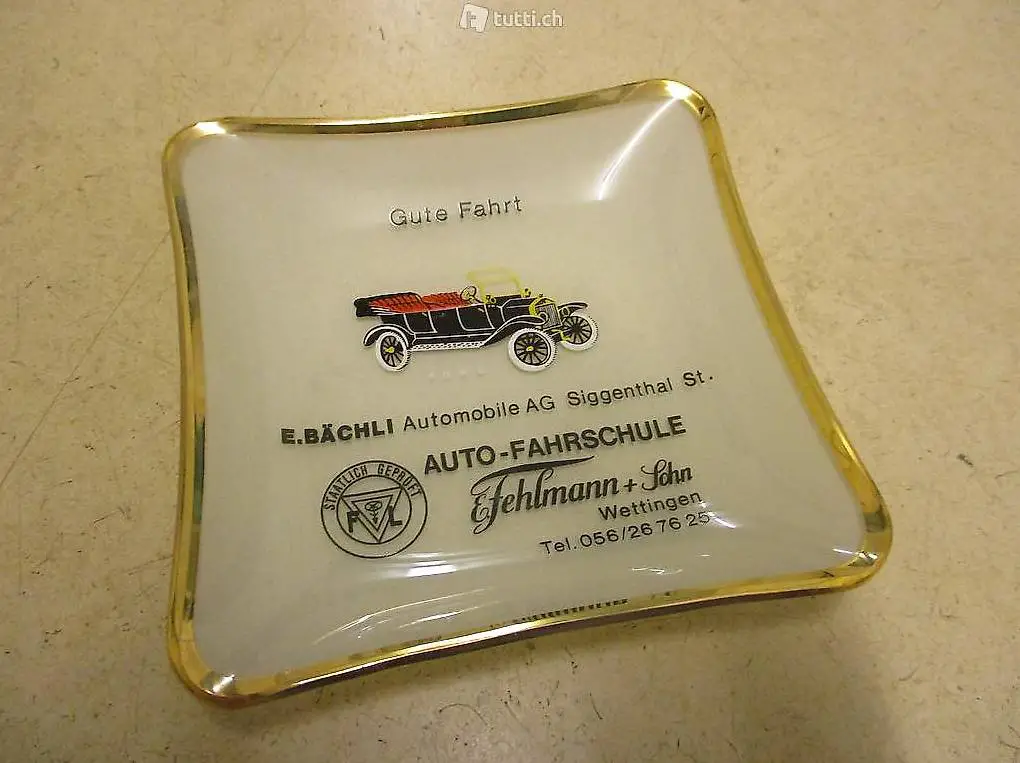 tutti.ch
Gute Fahrt
E.BÄCHLI Automobile AG Siggenthal St.
AUTO-FAHRSCHULE
E. Fehlmann + Sohn
Wettingen
Tel. 056/26 76 25
STAATLICH GEPRÜFT
F L